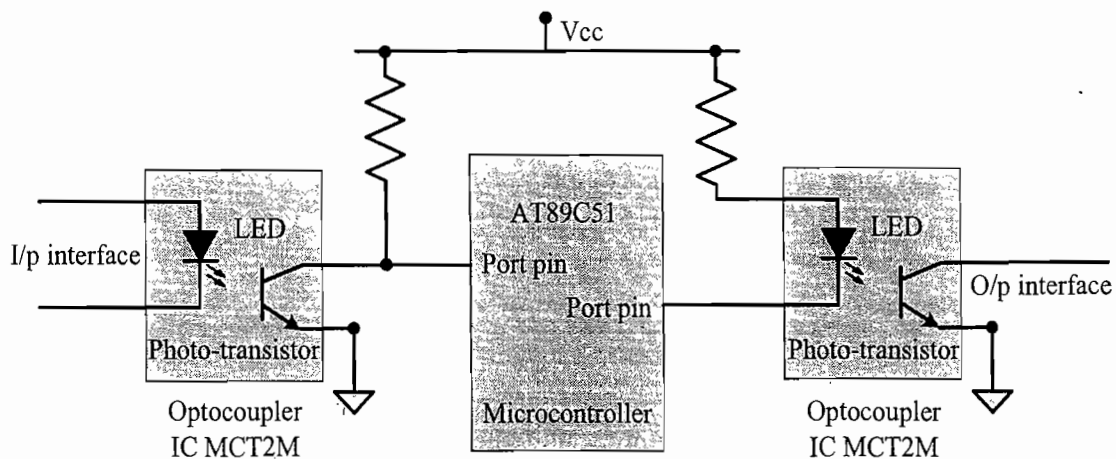 Vcc
LED
AT89C51
LED
I/p interface
Port pin
O/p interface
Port pin
Photo-transistor
Photo-transistor
Optocoupler
IC MCT2M
Microcontroller
Optocoupler
IC MCT2M